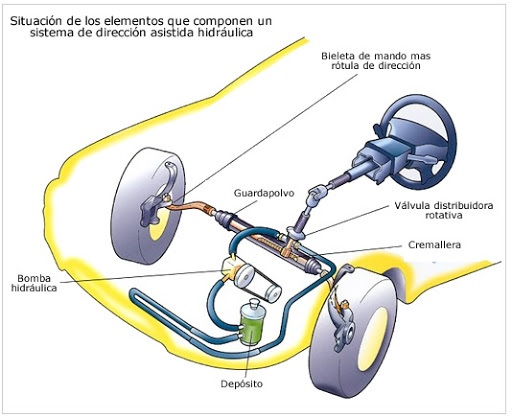 Situación de los elementos que componen un
sistema de dirección asistida hidráulica
Bieleta de mando mas
rótula de dirección
Guardapolvo
Válvula distribuidora
rotativa
Cremallera
Bomba
hidráulica
Depósito